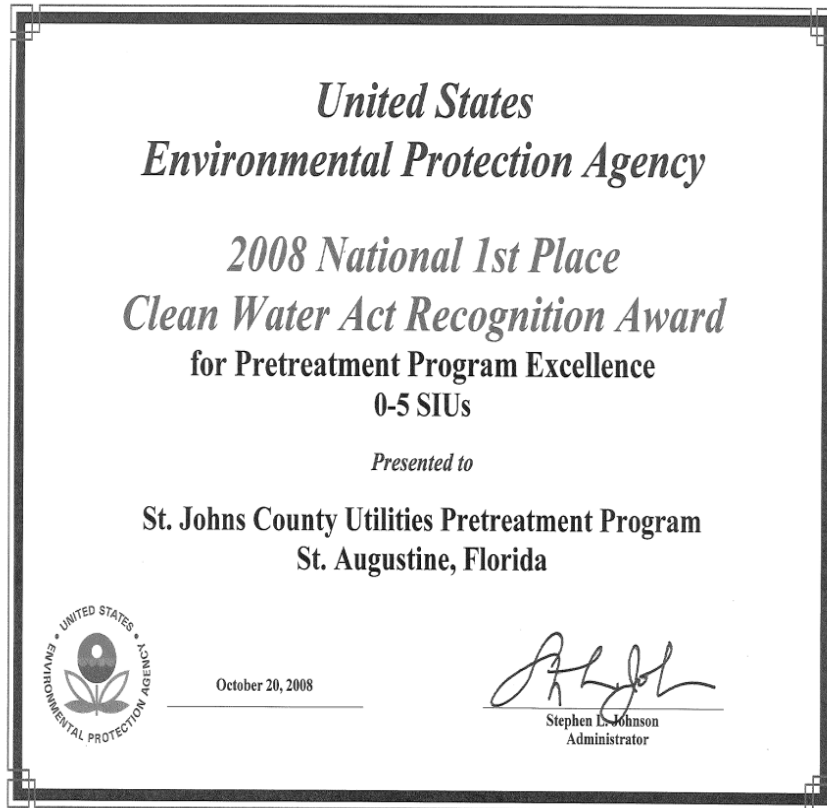 United States
Environmental Protection Agency
2008 National 1st Place
Clean Water Act Recognition Award
for Pretreatment Program Excellence
0-5 SIUs
Presented to
St. Johns County Utilities Pretreatment Program
St. Augustine, Florida
UNITED STATES
ENVIRONMENTAL PROTECTION AGENCY
October 20, 2008
Stephen L. Johnson
Administrator